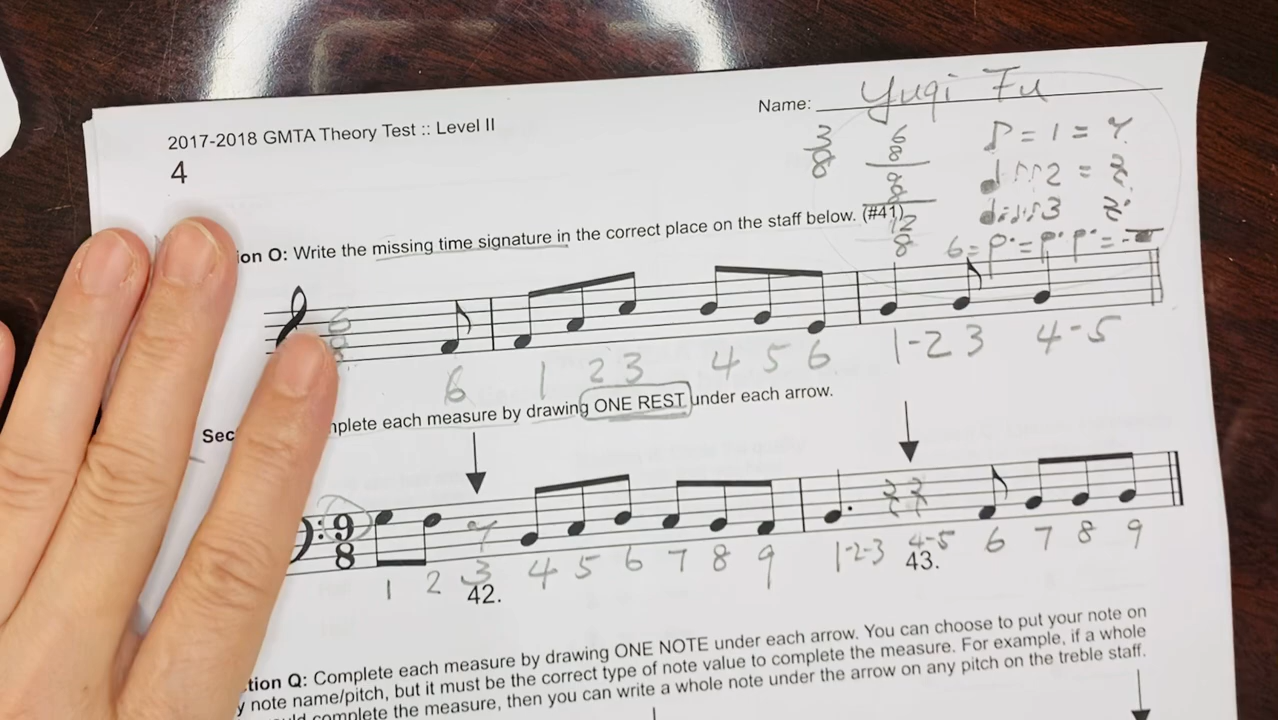 Name: Yuqi Fu
2017-2018 GMTA Theory Test :: Level II
4
3 8
6 8
9 8
12 8
= 1 =
2 =
3
6 = = =
ion O: Write the missing time signature in the correct place on the staff below. (#41)
6 8
6 1 2 3 4 5 6 1-2 3 4-5
Sec
plete each measure by drawing ONE REST under each arrow.
9 8
1 2 3 4 5 6 7 8 9 1-2-3 4-5 6 7 8 9
42. 43.
tion Q: Complete each measure by drawing ONE NOTE under each arrow. You can choose to put your note on
y note name/pitch, but it must be the correct type of note value to complete the measure. For example, if a whole
uld complete the measure, then you can write a whole note under the arrow on any pitch on the treble staff.